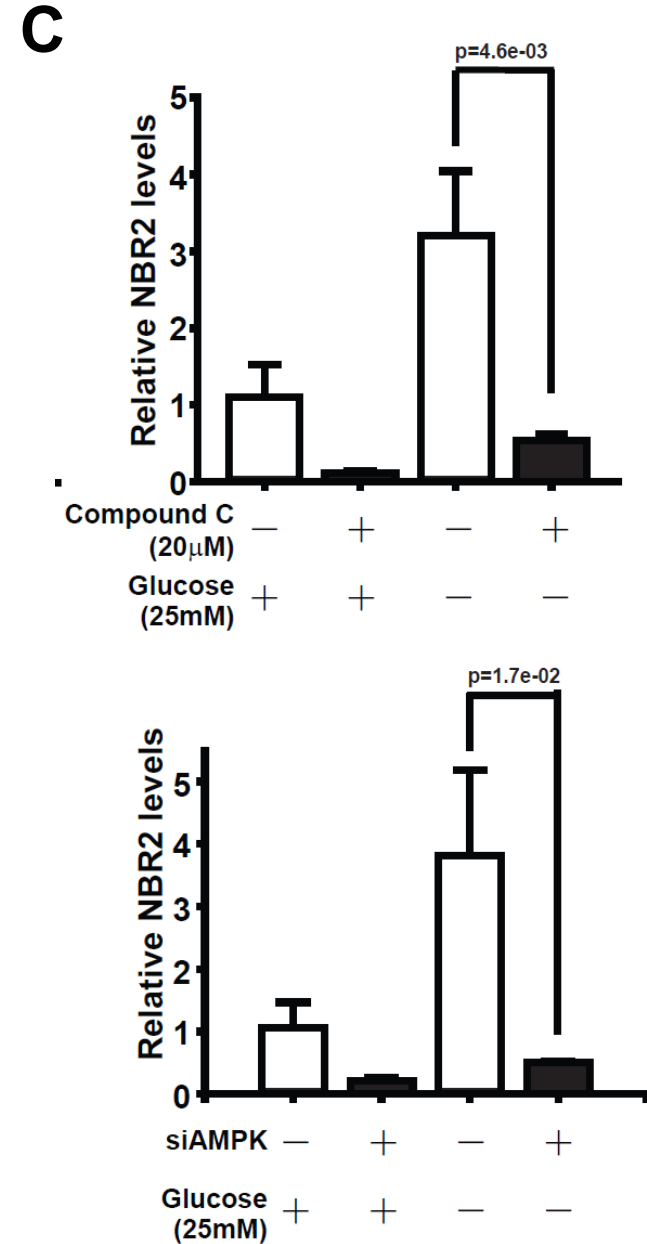 C
p=4.6e-03
Relative NBR2 levels
5
4
3
2
1
0
Compound C − + − +
(20μM)
Glucose + + − −
(25mM)
p=1.7e-02
Relative NBR2 levels
5
4
3
2
1
0
siAMPK − + − +
Glucose + + − −
(25mM)